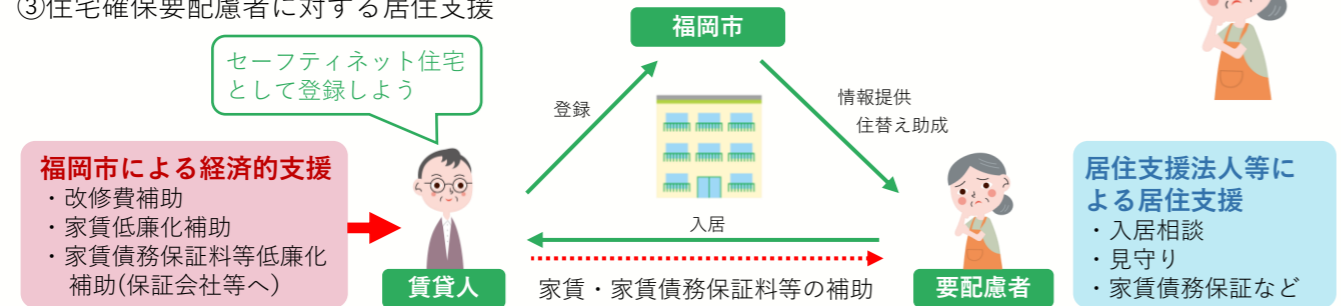 ③住宅確保要配慮者に対する居住支援
福岡市
セーフティネット住宅
として登録しよう
登録
情報提供
住替え助成
福岡市による経済的支援
・改修費補助
・家賃低廉化補助
・家賃債務保証料等低廉化
補助(保証会社等へ)
入居
賃貸人
家賃・家賃債務保証料等の補助
要配慮者
居住支援法人等に
よる居住支援
・入居相談
・見守り
・家賃債務保証など